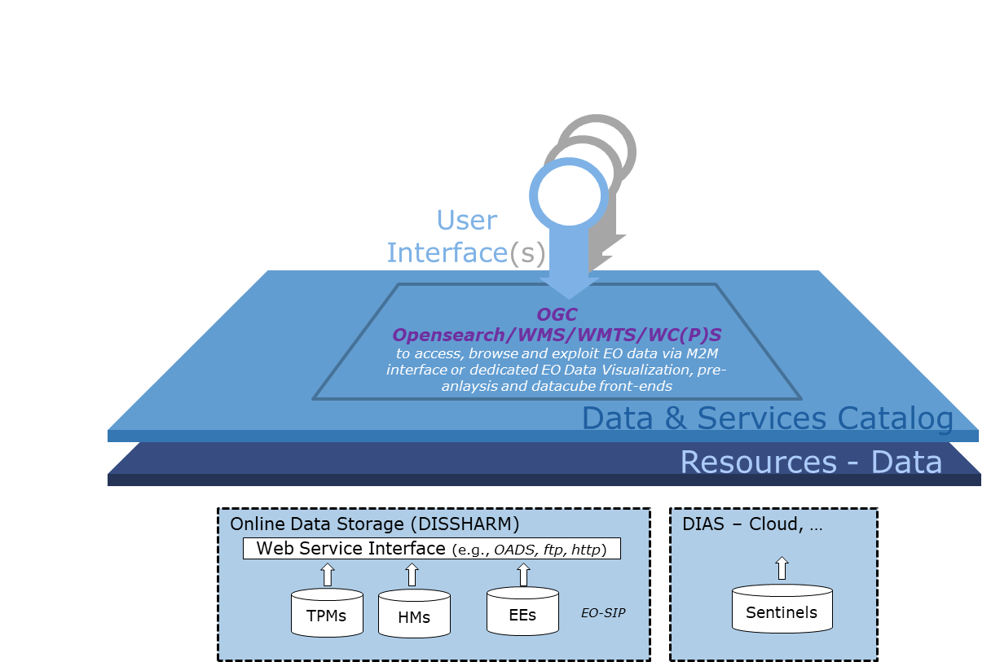 User
Interface(s)
OGC
Opensearch/WMS/WMTS/WC(P)S
to access, browse and exploit EO data via M2M
interface or dedicated EO Data Visualization, pre-
anlaysis and datacube front-ends
Data & Services Catalog
Resources - Data
Online Data Storage (DISSHARM)
Web Service Interface (e.g., OADS, ftp, http)
TPMs
HMs
EEs
EO-SIP
DIAS – Cloud, …
Sentinels